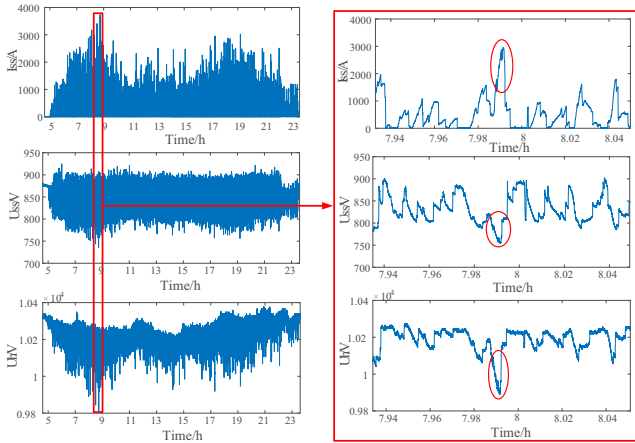 4000
3000
2000
1000
0
Iss/A
5 7 9 11 13 15 17 19 21 23
Time/h
950
900
850
800
750
700
Uss/V
5 7 9 11 13 15 17 19 21 23
Time/h
× 10⁴
1.04
1.02
1
0.98
Uh/V
5 7 9 11 13 15 17 19 21 23
Time/h
4000
3000
2000
1000
0
Iss/A
7.94 7.96 7.98 8 8.02 8.04
Time/h
950
900
850
800
750
700
Uss/V
7.94 7.96 7.98 8 8.02 8.04
Time/h
× 10⁴
1.04
1.02
1
0.98
Uh/V
7.94 7.96 7.98 8 8.02 8.04
Time/h